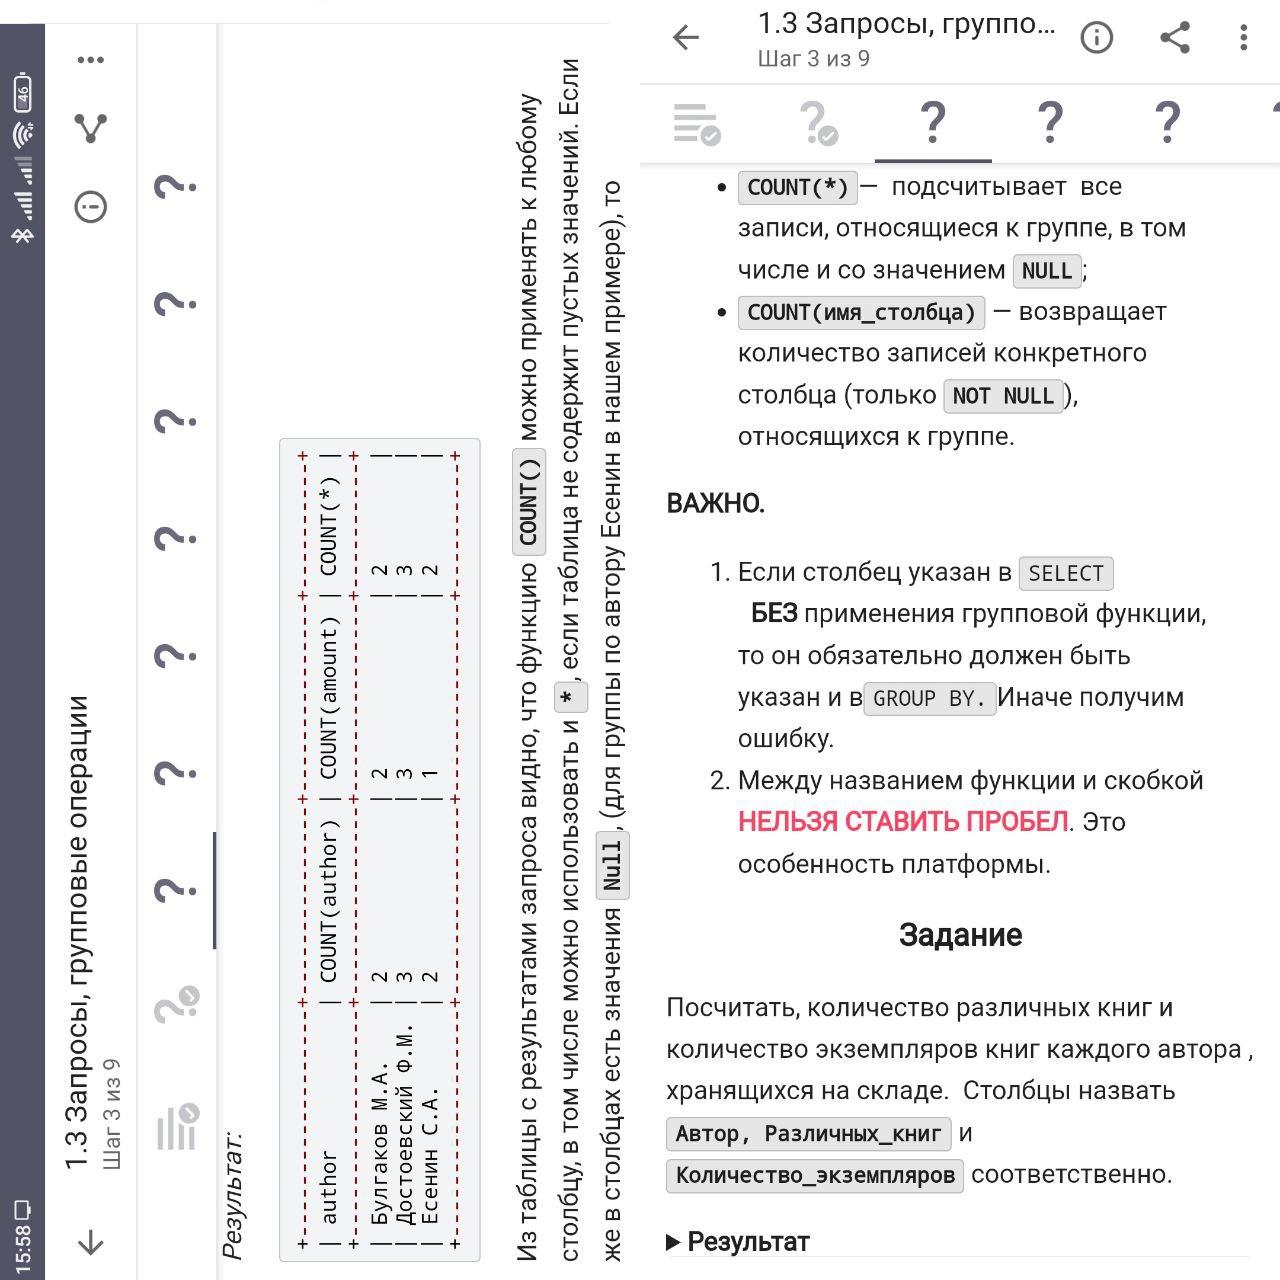 15:58
46
1.3 Запросы, групповые операции
Шаг 3 из 9
Результат:
+---------------+---------------+---------------+----------+
| author | COUNT(author) | COUNT(amount) | COUNT(*) |
+---------------+---------------+---------------+----------+
| Булгаков М.А. | 2 | 2 | 2 |
| Достоевский Ф.М. | 3 | 3 | 3 |
| Есенин С.А. | 2 | 1 | 2 |
+---------------+---------------+---------------+----------+
Из таблицы с результатами запроса видно, что функцию COUNT() можно применять к любому
столбцу, в том числе можно использовать и *, если таблица не содержит пустых значений. Если
же в столбцах есть значения Null, (для группы по автору Есенин в нашем примере), то
1.3 Запросы, группо...
Шаг 3 из 9
• COUNT(*) — подсчитывает все
записи, относящиеся к группе, в том
числе и со значением NULL;
• COUNT(имя_столбца) — возвращает
количество записей конкретного
столбца (только NOT NULL),
относящихся к группе.
ВАЖНО.
1. Если столбец указан в SELECT
БЕЗ применения групповой функции,
то он обязательно должен быть
указан и в GROUP BY. Иначе получим
ошибку.
2. Между названием функции и скобкой
НЕЛЬЗЯ СТАВИТЬ ПРОБЕЛ. Это
особенность платформы.
Задание
Посчитать, количество различных книг и
количество экземпляров книг каждого автора ,
хранящихся на складе. Столбцы назвать
Автор, Различных_книг и
Количество_экземпляров соответственно.
▶ Результат